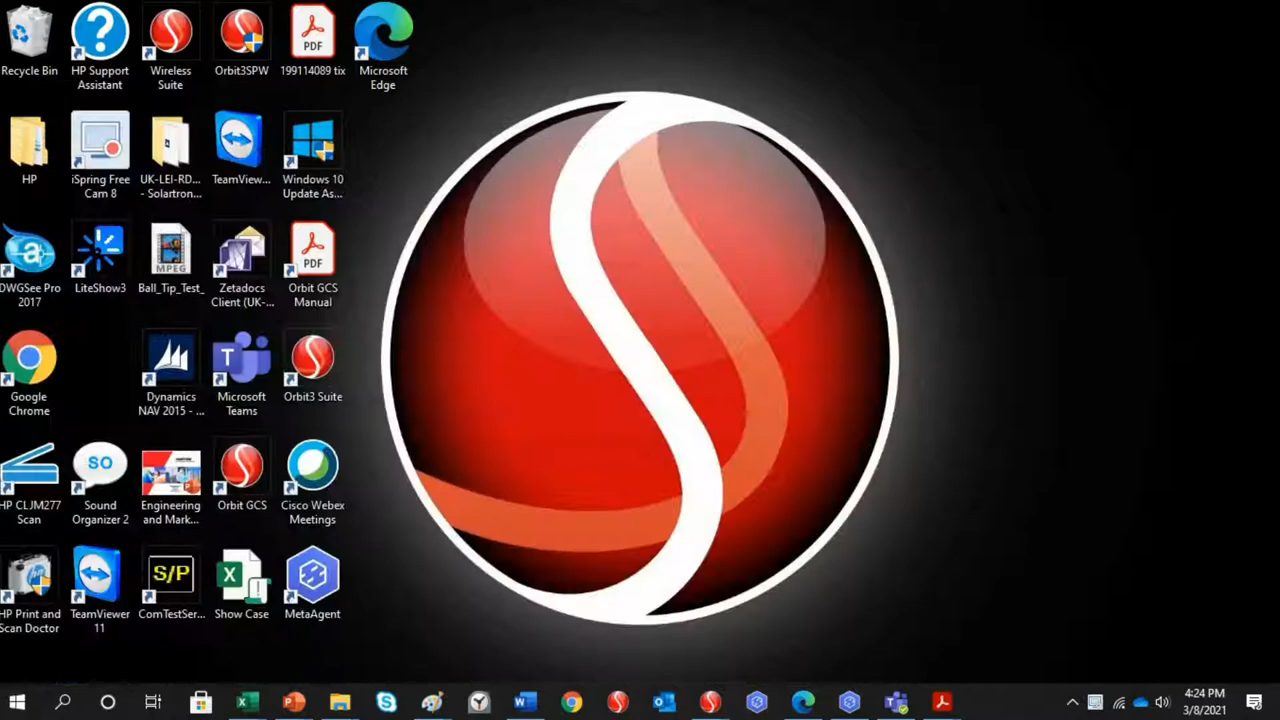 Recycle Bin
HP Support
Assistant
Wireless
Suite
Orbit3SPW
PDF
199114089 tix
Microsoft
Edge
HP
iSpring Free
Cam 8
UK-LEI-RD...
- Solartron...
TeamView...
Windows 10
Update As...
a
DWGSee Pro
2017
LiteShow3
MPEG
Ball_Tip_Test_
Zetadocs
Client (UK-...
PDF
Orbit GCS
Manual
Google
Chrome
Dynamics
NAV 2015 - ...
T
Microsoft
Teams
Orbit3 Suite
HP CLJM277
Scan
SO
Sound
Organizer 2
Engineering
and Mark...
Orbit GCS
Cisco Webex
Meetings
HP Print and
Scan Doctor
TeamViewer
11
S/P
ComTestSer...
X
Show Case
MetaAgent
4:24 PM
3/8/2021